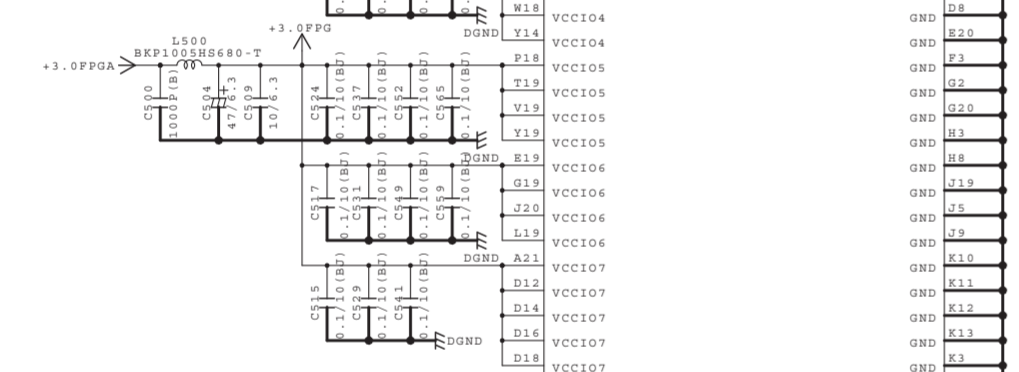 W18 VCCIO4 GND D8
+3.0FPG DGND Y14 VCCIO4 GND E20
L500
BKP1005HS680-T
+3.0FPGA P18 VCCIO5 GND F3
T19 VCCIO5 GND G2
C500 1000P(B) C504 47/6.3 C509 10/6.3 C524 0.1/10(BJ) C537 0.1/10(BJ) C552 0.1/10(BJ) C565 0.1/10(BJ)
V19 VCCIO5 GND G20
Y19 VCCIO5 GND H3
DGND E19 VCCIO6 GND H8
G19 VCCIO6 GND J19
C517 0.1/10(BJ) C531 0.1/10(BJ) C549 0.1/10(BJ) C559 0.1/10(BJ)
J20 VCCIO6 GND J5
L19 VCCIO6 GND J9
DGND A21 VCCIO7 GND K10
D12 VCCIO7 GND K11
C515 0.1/10(BJ) C529 0.1/10(BJ) C541 0.1/10(BJ)
D14 VCCIO7 GND K12
DGND D16 VCCIO7 GND K13
D18 VCCIO7 GND K3